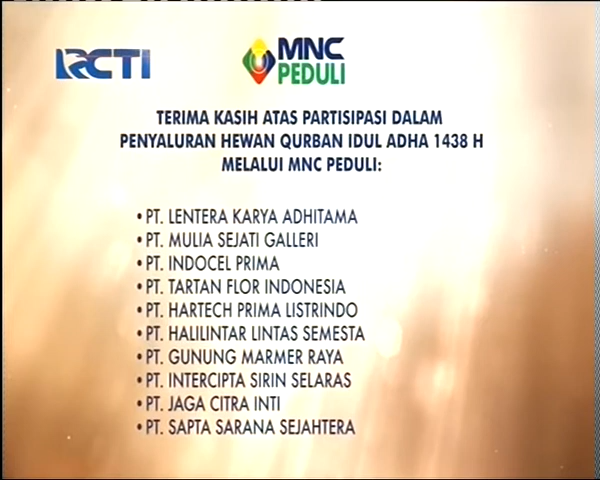 RCTI
MNC
PEDULI
TERIMA KASIH ATAS PARTISIPASI DALAM
PENYALURAN HEWAN QURBAN IDUL ADHA 1438 H
MELALUI MNC PEDULI:
• PT. LENTERA KARYA ADHITAMA
• PT. MULIA SEJATI GALLERI
• PT. INDOCEL PRIMA
• PT. TARTAN FLOR INDONESIA
• PT. HARTECH PRIMA LISTRINDO
• PT. HALILINTAR LINTAS SEMESTA
• PT. GUNUNG MARMER RAYA
• PT. INTERCIPTA SIRIN SELARAS
• PT. JAGA CITRA INTI
• PT. SAPTA SARANA SEJAHTERA